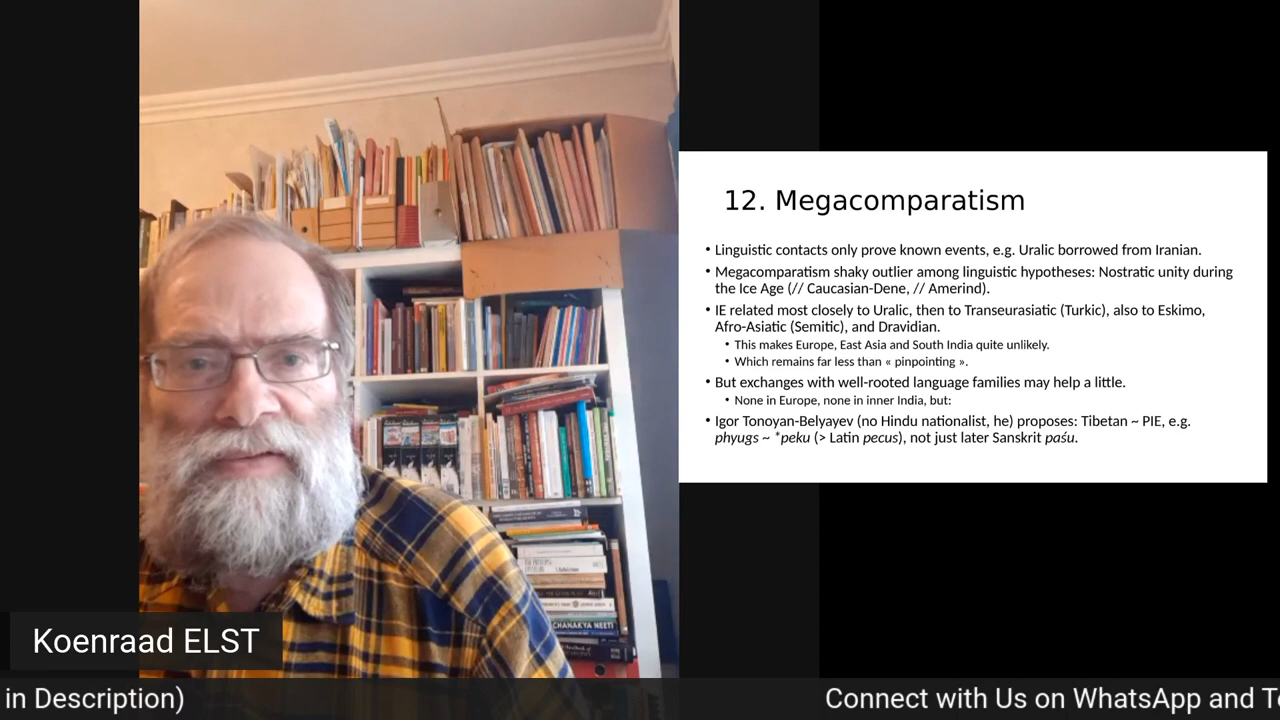 12. Megacomparatism
• Linguistic contacts only prove known events, e.g. Uralic borrowed from Iranian.
• Megacomparatism shaky outlier among linguistic hypotheses: Nostratic unity during
the Ice Age (// Caucasian-Dene, // Amerind).
• IE related most closely to Uralic, then to Transeurasiatic (Turkic), also to Eskimo,
Afro-Asiatic (Semitic), and Dravidian.
• This makes Europe, East Asia and South India quite unlikely.
• Which remains far less than « pinpointing ».
• But exchanges with well-rooted language families may help a little.
• None in Europe, none in inner India, but:
• Igor Tonoyan-Belyayev (no Hindu nationalist, he) proposes: Tibetan ~ PIE, e.g.
phyugs ~ *peku (> Latin pecus), not just later Sanskrit paśu.
CHANAKYA NEETI
Koenraad ELST
in Description)
Connect with Us on WhatsApp and Te